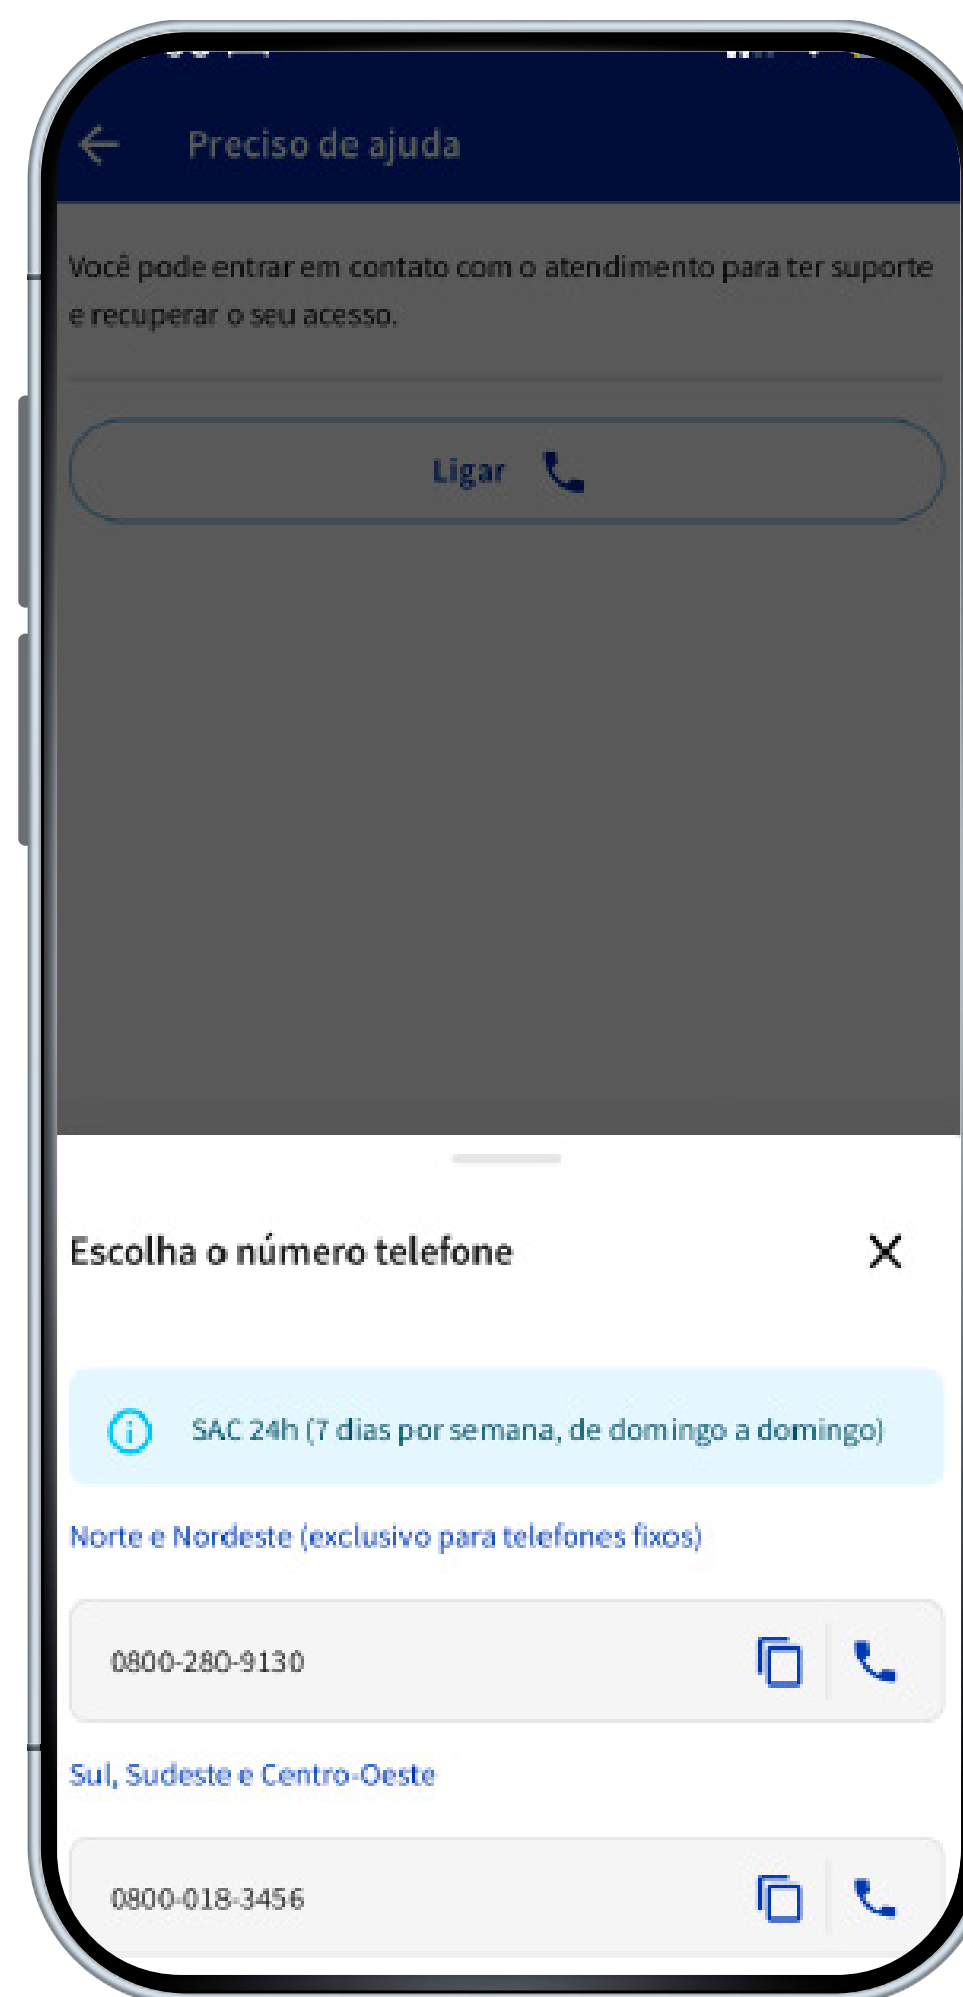 Preciso de ajuda
Você pode entrar em contato com o atendimento para ter suporte
e recuperar o seu acesso.
Ligar
Escolha o número telefone
SAC 24h (7 dias por semana, de domingo a domingo)
Norte e Nordeste (exclusivo para telefones fixos)
0800-280-9130
Sul, Sudeste e Centro-Oeste
0800-018-3456